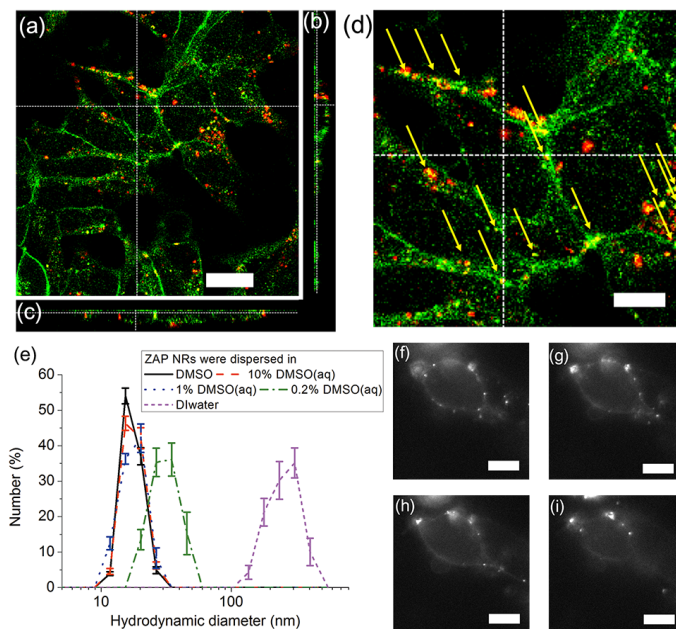 (a)
(b)
(c)
(d)
(e)
ZAP NRs were dispersed in
DMSO 10% DMSO(aq)
1% DMSO(aq) 0.2% DMSO(aq)
DIwater
60
50
40
30
20
10
0
Number (%)
10 100
Hydrodynamic diameter (nm)
(f)
(g)
(h)
(i)